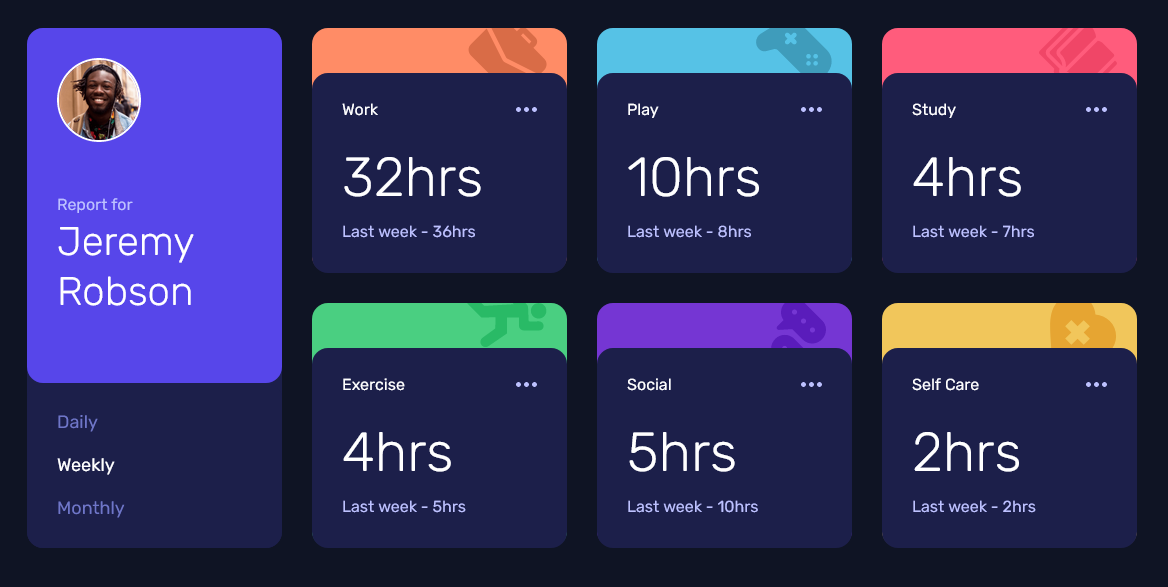 Report for
Jeremy
Robson
Daily
Weekly
Monthly
Work
32hrs
Last week - 36hrs
Play
10hrs
Last week - 8hrs
Study
4hrs
Last week - 7hrs
Exercise
4hrs
Last week - 5hrs
Social
5hrs
Last week - 10hrs
Self Care
2hrs
Last week - 2hrs